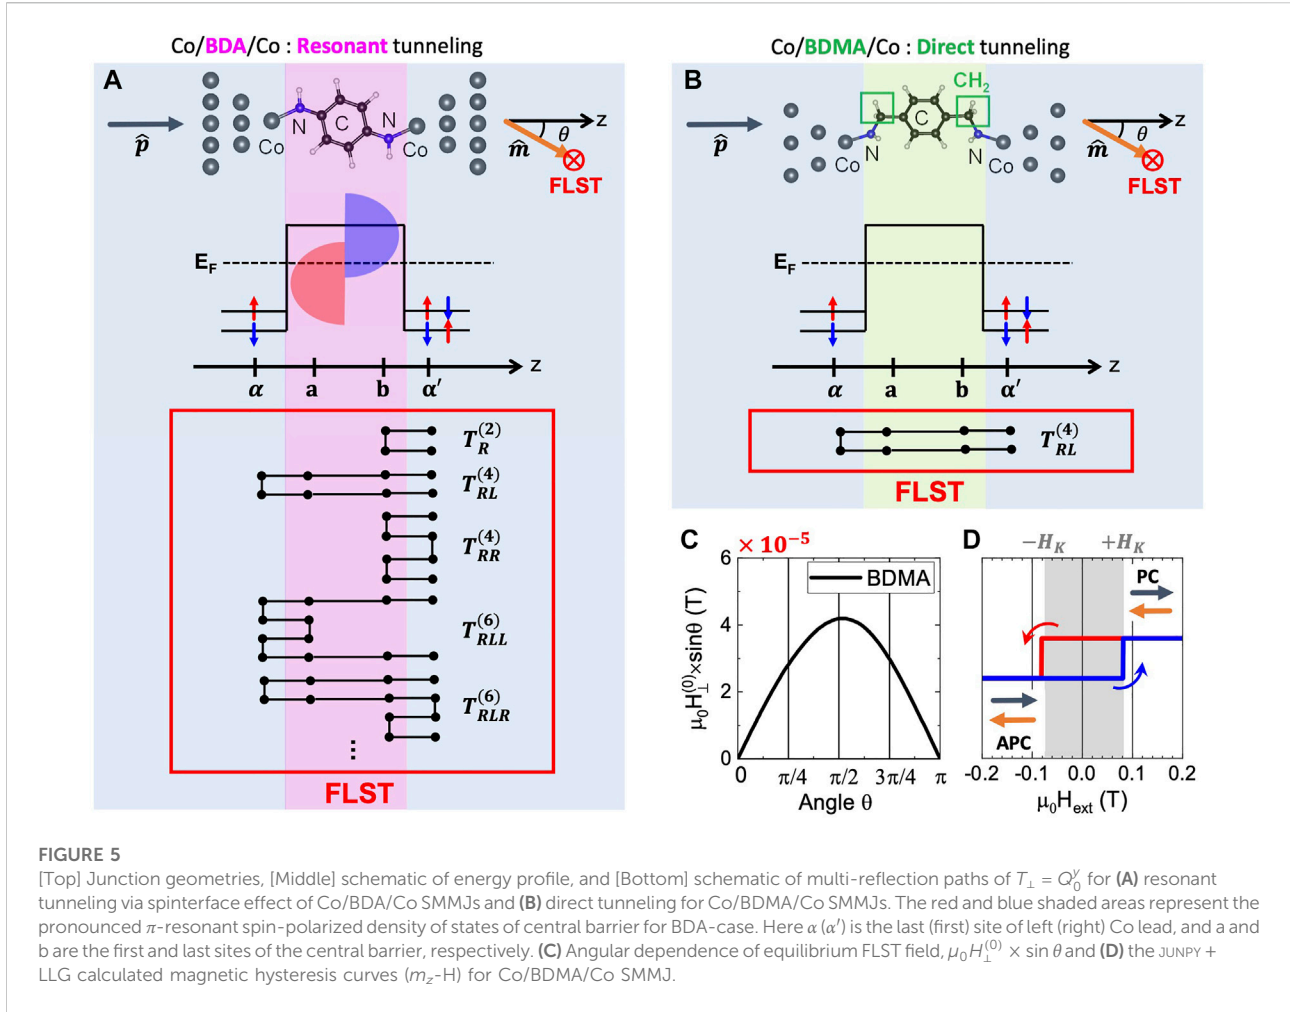 Co/BDA/Co : Resonant tunneling
A
N
C
N
Co
Co
p̂
z
θ
m̂
FLST
E_F
z
α a b α′
T_R^(2)
T_RL^(4)
T_RR^(4)
T_RLL^(6)
T_RLR^(6)
⋮
FLST
Co/BDMA/Co : Direct tunneling
B
CH₂
C
Co
N
N
Co
p̂
z
θ
m̂
FLST
E_F
z
α a b α′
T_RL^(4)
FLST
C
× 10⁻⁵
BDMA
μ₀H_⊥^(0)×sinθ (T)
6
4
2
0
0 π/4 π/2 3π/4 π
Angle θ
D
−H_K +H_K
PC
APC
-0.2 -0.1 0.0 0.1 0.2
μ₀H_ext (T)
FIGURE 5
[Top] Junction geometries, [Middle] schematic of energy profile, and [Bottom] schematic of multi-reflection paths of T_⊥ = Q_0^y for (A) resonant
tunneling via spinterface effect of Co/BDA/Co SMMJs and (B) direct tunneling for Co/BDMA/Co SMMJs. The red and blue shaded areas represent the
pronounced π-resonant spin-polarized density of states of central barrier for BDA-case. Here α (α′) is the last (first) site of left (right) Co lead, and a and
b are the first and last sites of the central barrier, respectively. (C) Angular dependence of equilibrium FLST field, μ₀H_⊥^(0) × sin θ and (D) the JUNPY +
LLG calculated magnetic hysteresis curves (m_z-H) for Co/BDMA/Co SMMJ.